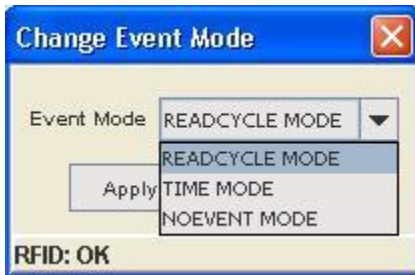 Change Event Mode
Event Mode READCYCLE MODE
READCYCLE MODE
Apply TIME MODE
NOEVENT MODE
RFID: OK